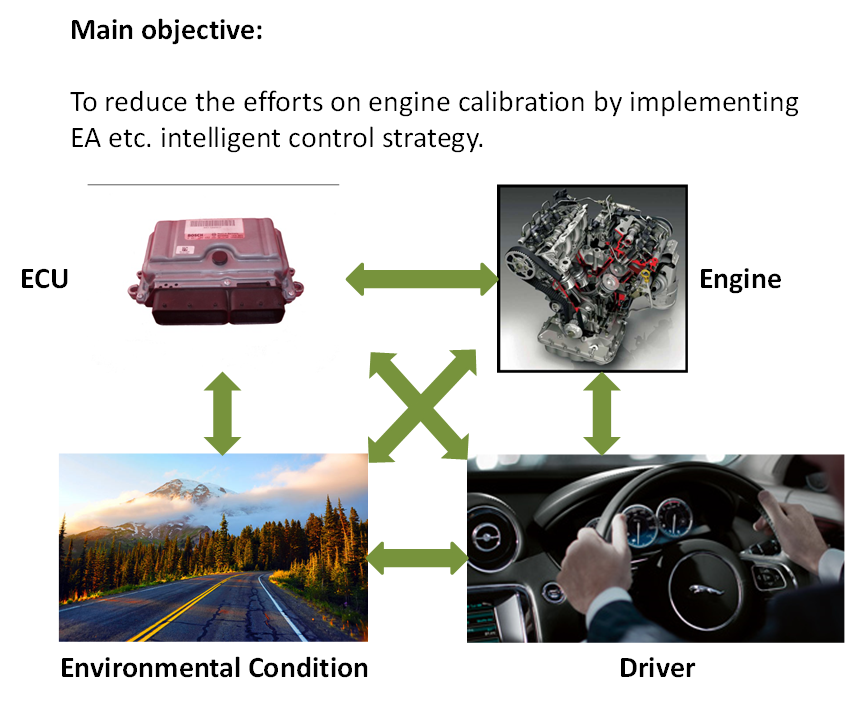 Main objective:
To reduce the efforts on engine calibration by implementing
EA etc. intelligent control strategy.
ECU
BOSCH
Engine
Environmental Condition
Driver